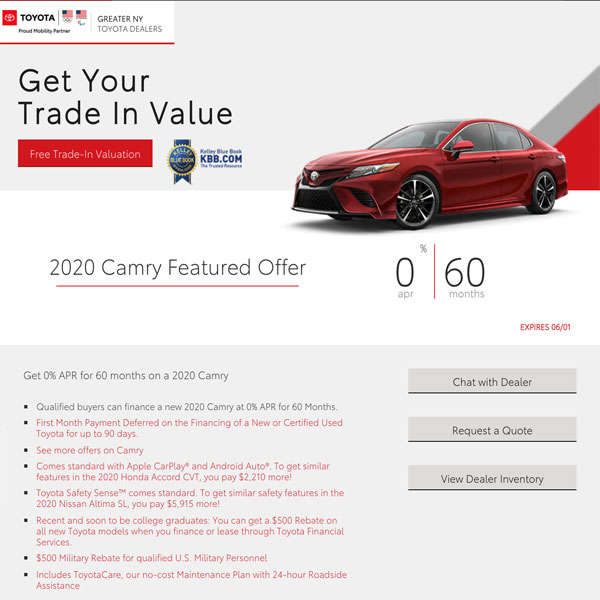 TOYOTA
Proud Mobility Partner
GREATER NY
TOYOTA DEALERS
Get Your
Trade In Value
Free Trade-In Valuation
KELLEY
BLUE BOOK
Kelley Blue Book
KBB.COM
The Trusted Resource
2020 Camry Featured Offer
0%
apr
60
months
EXPIRES 06/01
Get 0% APR for 60 months on a 2020 Camry
Qualified buyers can finance a new 2020 Camry at 0% APR for 60 Months.
First Month Payment Deferred on the Financing of a New or Certified Used
Toyota for up to 90 days.
See more offers on Camry
Comes standard with Apple CarPlay® and Android Auto®. To get similar
features in the 2020 Honda Accord CVT, you pay $2,210 more!
Toyota Safety Sense™ comes standard. To get similar safety features in the
2020 Nissan Altima SL, you pay $5,915 more!
Recent and soon to be college graduates: You can get a $500 Rebate on
all new Toyota models when you finance or lease through Toyota Financial
Services.
$500 Military Rebate for qualified U.S. Military Personnel
Includes ToyotaCare, our no-cost Maintenance Plan with 24-hour Roadside
Assistance
Chat with Dealer
Request a Quote
View Dealer Inventory